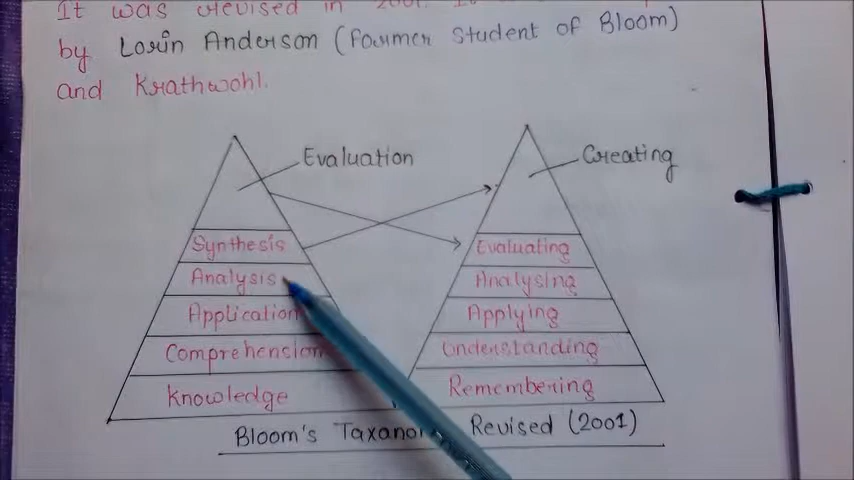 It was revised in 2001.
by Lorin Anderson (Former Student of Bloom)
and Krathwohl.
Evaluation
Creating
Synthesis
Evaluating
Analysis
Analysing
Application
Applying
Comprehension
Understanding
Knowledge
Remembering
Bloom's Revised (2001)